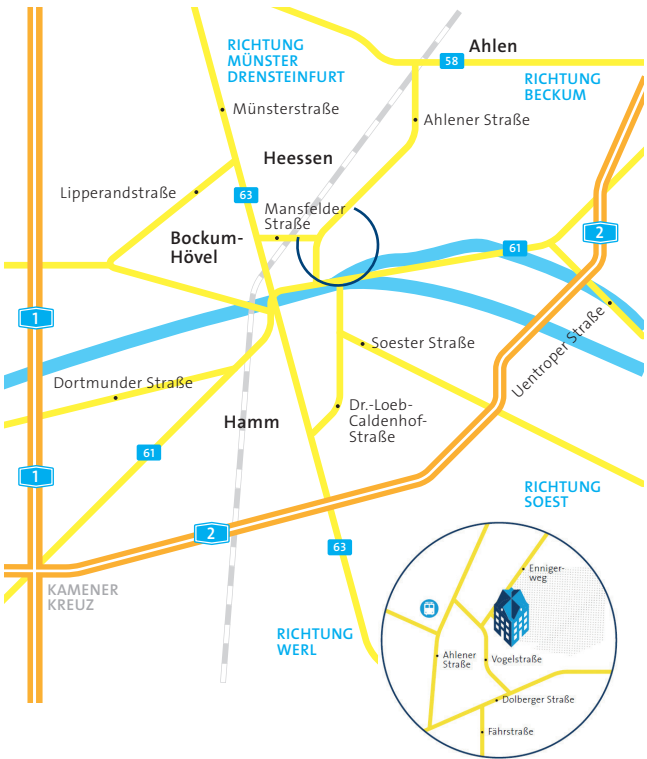 RICHTUNG
MÜNSTER
DRENSTEINFURT
Ahlen
58
RICHTUNG
BECKUM
Münsterstraße
Ahlener Straße
Heessen
Lipperandstraße
63
Mansfelder
Straße
Bockum-
Hövel
2
61
1
Soester Straße
Uentroper Straße
Dortmunder Straße
Dr.-Loeb-
Caldenhof-
Straße
Hamm
61
1
RICHTUNG
SOEST
2
63
KAMENER
KREUZ
RICHTUNG
WERL
Enniger-
weg
Ahlener
Straße
Vogelstraße
Dolberger Straße
Fährstraße